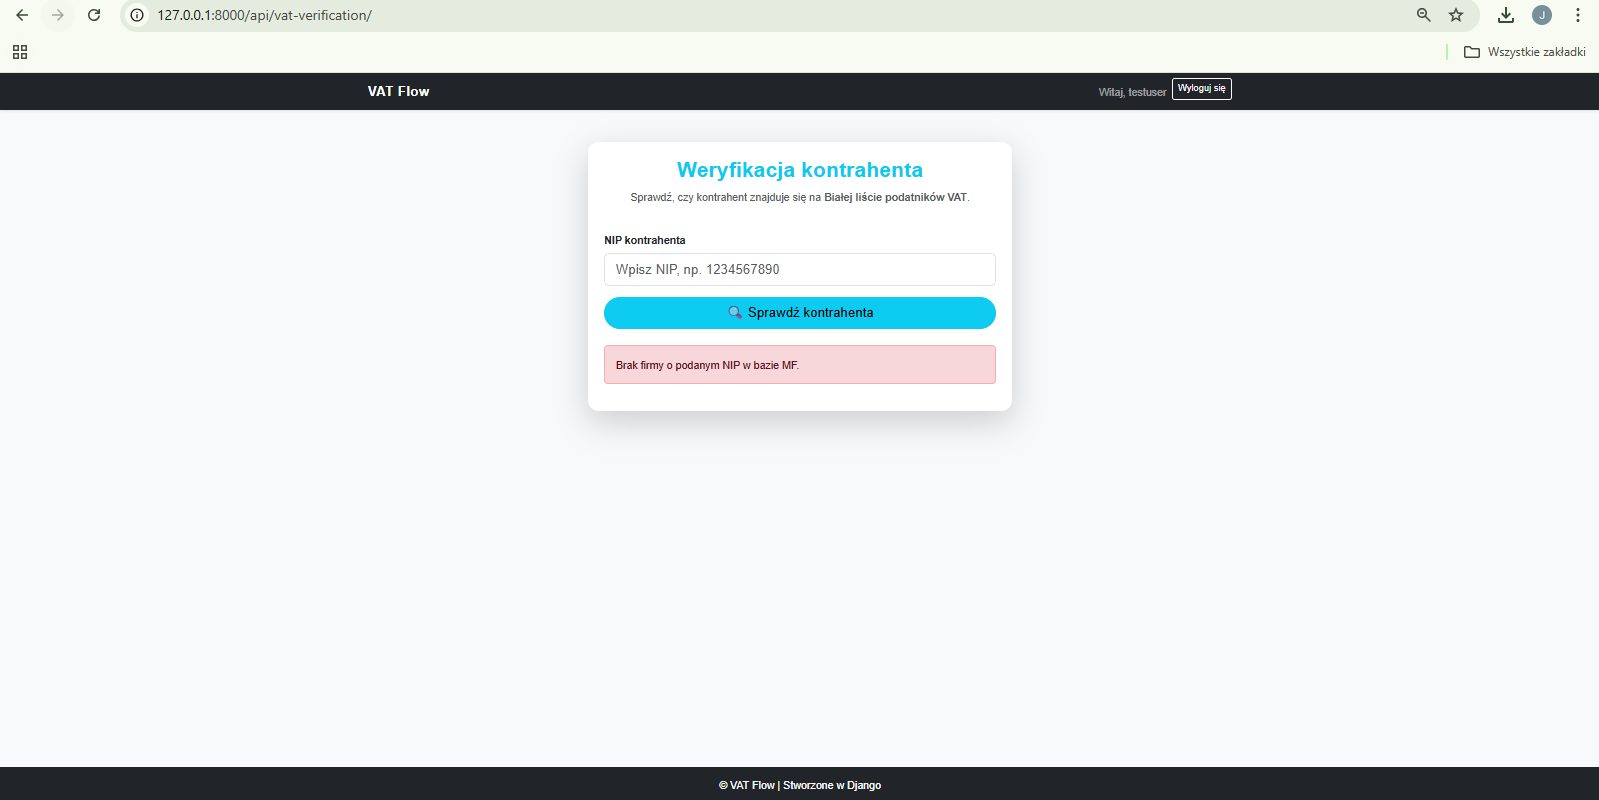 127.0.0.1:8000/api/vat-verification/
J
Wszystkie zakładki
VAT Flow
Witaj, testuser
Wyloguj się
Weryfikacja kontrahenta
Sprawdź, czy kontrahent znajduje się na Białej liście podatników VAT.
NIP kontrahenta
Wpisz NIP, np. 1234567890
Sprawdź kontrahenta
Brak firmy o podanym NIP w bazie MF.
© VAT Flow | Stworzone w Django